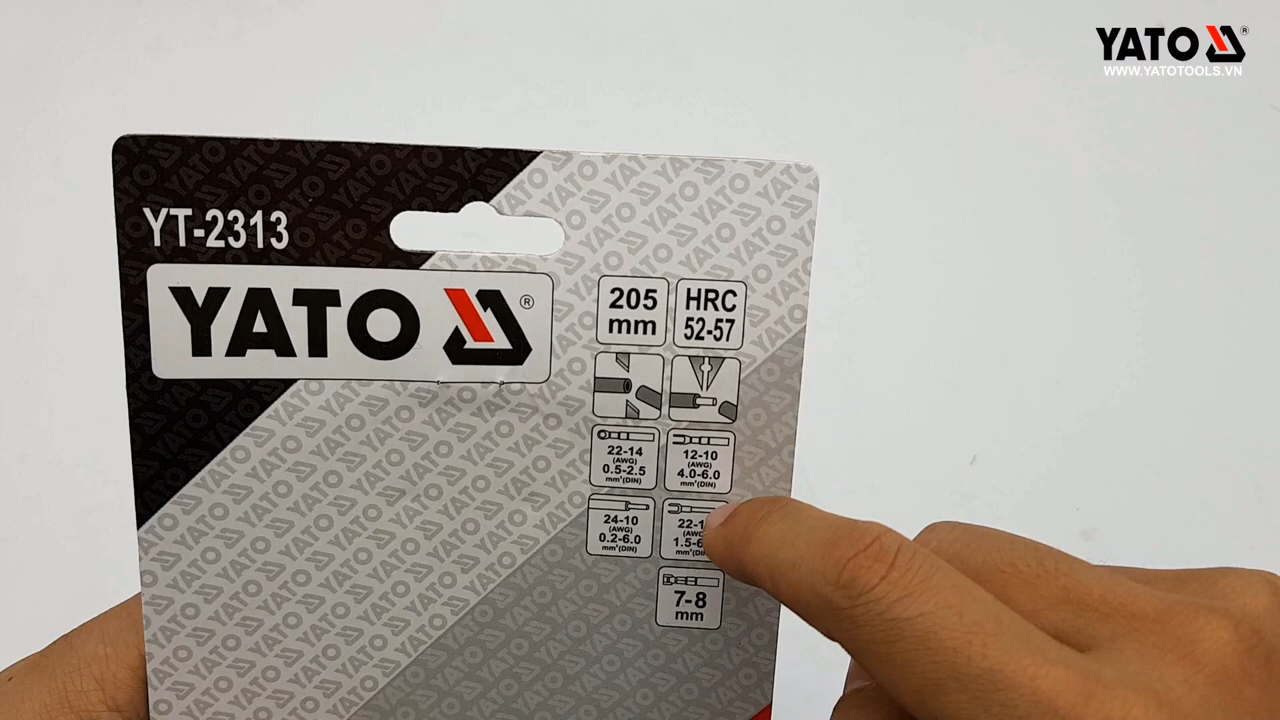 YATO®
WWW.YATOTOOLS.VN
YT-2313
YATO®
205
mm
HRC
52-57
22-14
(AWG)
0.5-2.5
mm²(DIN)
12-10
(AWG)
4.0-6.0
mm²(DIN)
24-10
(AWG)
0.2-6.0
mm²(DIN)
7-8
mm